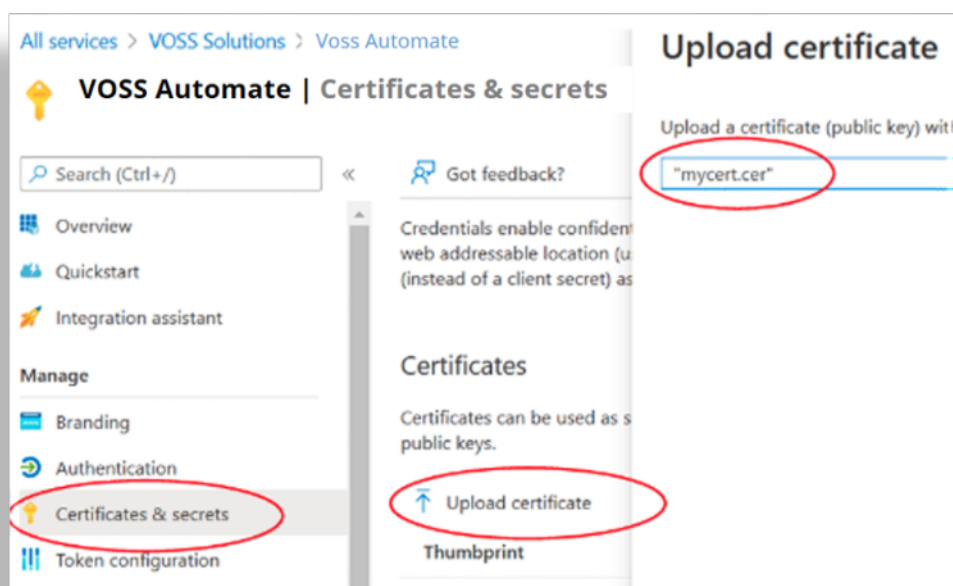 All services > VOSS Solutions > Voss Automate
VOSS Automate | Certificates & secrets
Search (Ctrl+/)
«
Overview
Quickstart
Integration assistant
Manage
Branding
Authentication
Certificates & secrets
Token configuration
Got feedback?
Credentials enable confident
web addressable location (u
(instead of a client secret) as
Certificates
Certificates can be used as s
public keys.
Upload certificate
Thumbprint
Upload certificate
Upload a certificate (public key) wit
"mycert.cer"